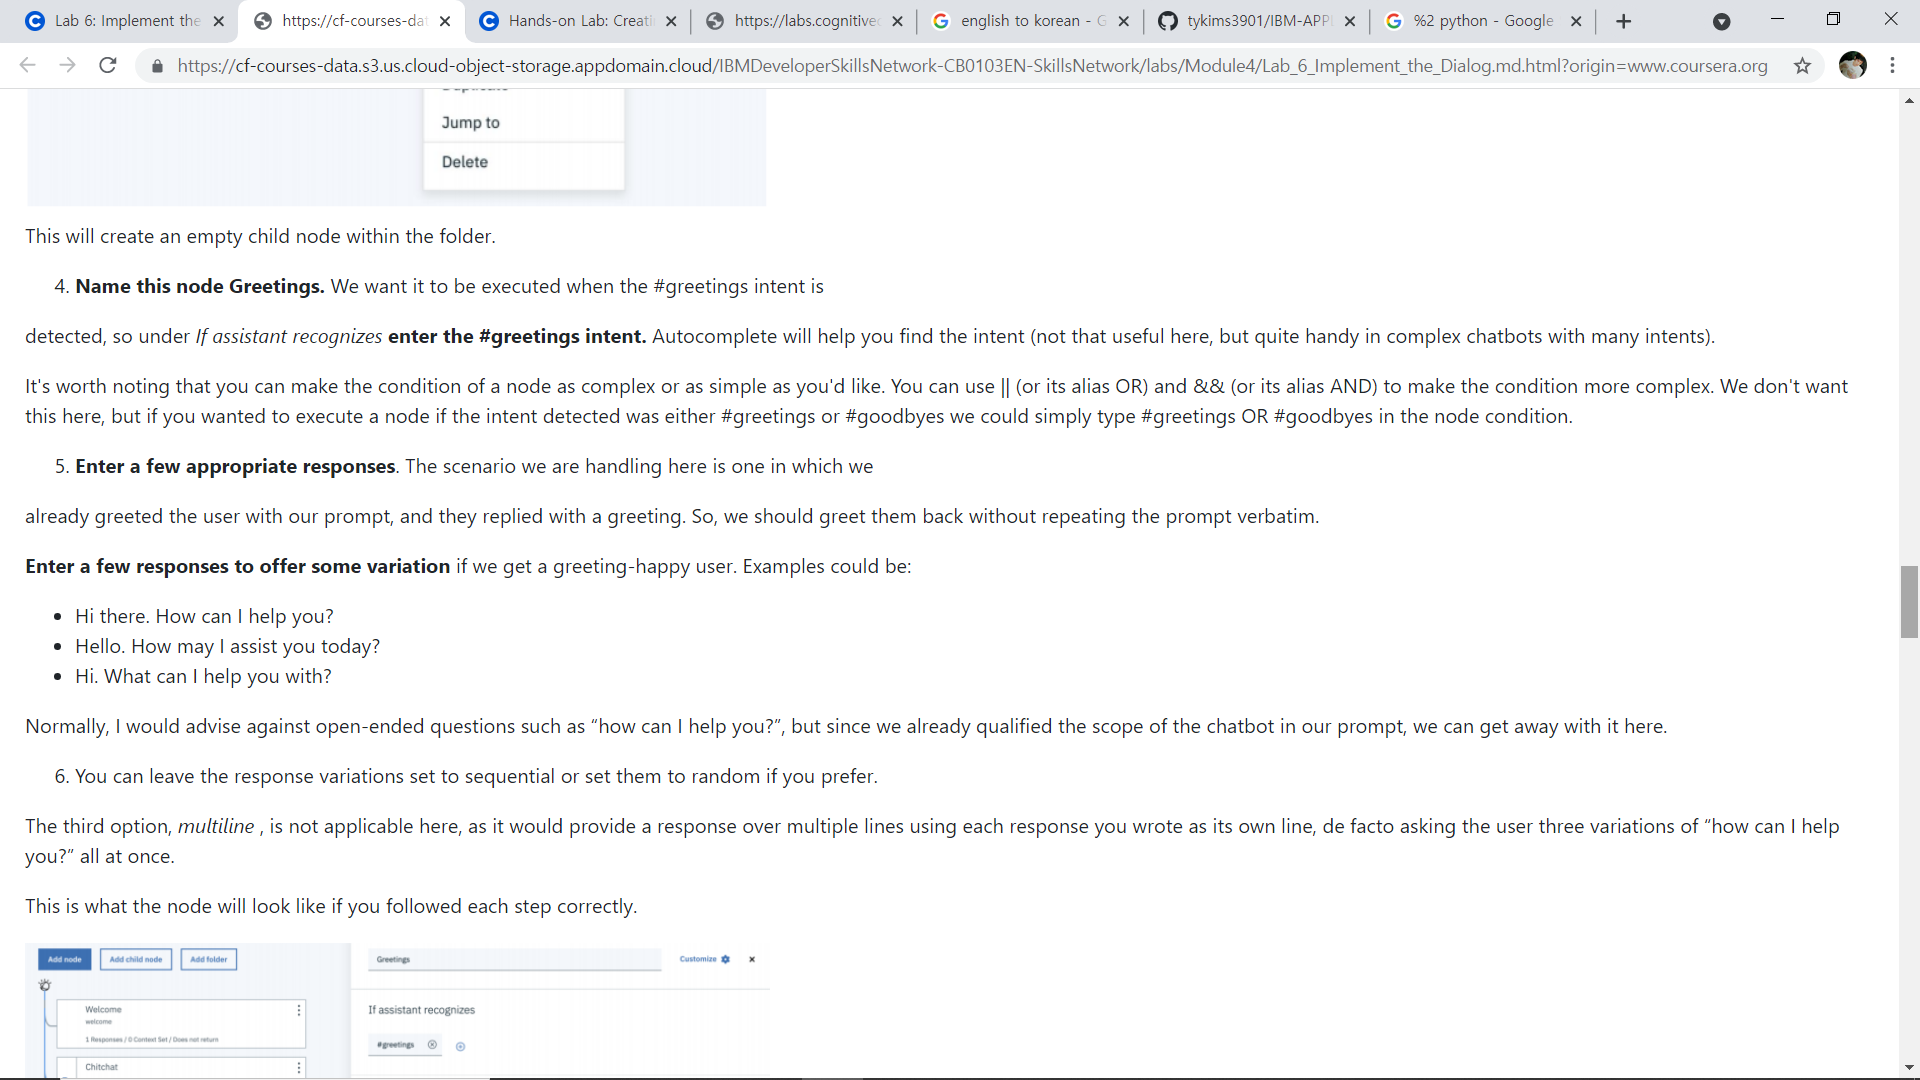 Lab 6: Implement the
https://cf-courses-dat
Hands-on Lab: Creati
https://labs.cognitivec
english to korean - G
tykims3901/IBM-APPL
%2 python - Google
https://cf-courses-data.s3.us.cloud-object-storage.appdomain.cloud/IBMDeveloperSkillsNetwork-CB0103EN-SkillsNetwork/labs/Module4/Lab_6_Implement_the_Dialog.md.html?origin=www.coursera.org
Jump to
Delete
This will create an empty child node within the folder.
4. Name this node Greetings. We want it to be executed when the #greetings intent is
detected, so under If assistant recognizes enter the #greetings intent. Autocomplete will help you find the intent (not that useful here, but quite handy in complex chatbots with many intents).
It's worth noting that you can make the condition of a node as complex or as simple as you'd like. You can use || (or its alias OR) and && (or its alias AND) to make the condition more complex. We don't want
this here, but if you wanted to execute a node if the intent detected was either #greetings or #goodbyes we could simply type #greetings OR #goodbyes in the node condition.
5. Enter a few appropriate responses. The scenario we are handling here is one in which we
already greeted the user with our prompt, and they replied with a greeting. So, we should greet them back without repeating the prompt verbatim.
Enter a few responses to offer some variation if we get a greeting-happy user. Examples could be:
• Hi there. How can I help you?
• Hello. How may I assist you today?
• Hi. What can I help you with?
Normally, I would advise against open-ended questions such as “how can I help you?”, but since we already qualified the scope of the chatbot in our prompt, we can get away with it here.
6. You can leave the response variations set to sequential or set them to random if you prefer.
The third option, multiline , is not applicable here, as it would provide a response over multiple lines using each response you wrote as its own line, de facto asking the user three variations of “how can I help
you?” all at once.
This is what the node will look like if you followed each step correctly.
Add node Add child node Add folder
Greetings
Customize
Welcome
welcome
1 Responses / 0 Context Set / Does not return
Chitchat
If assistant recognizes
#greetings